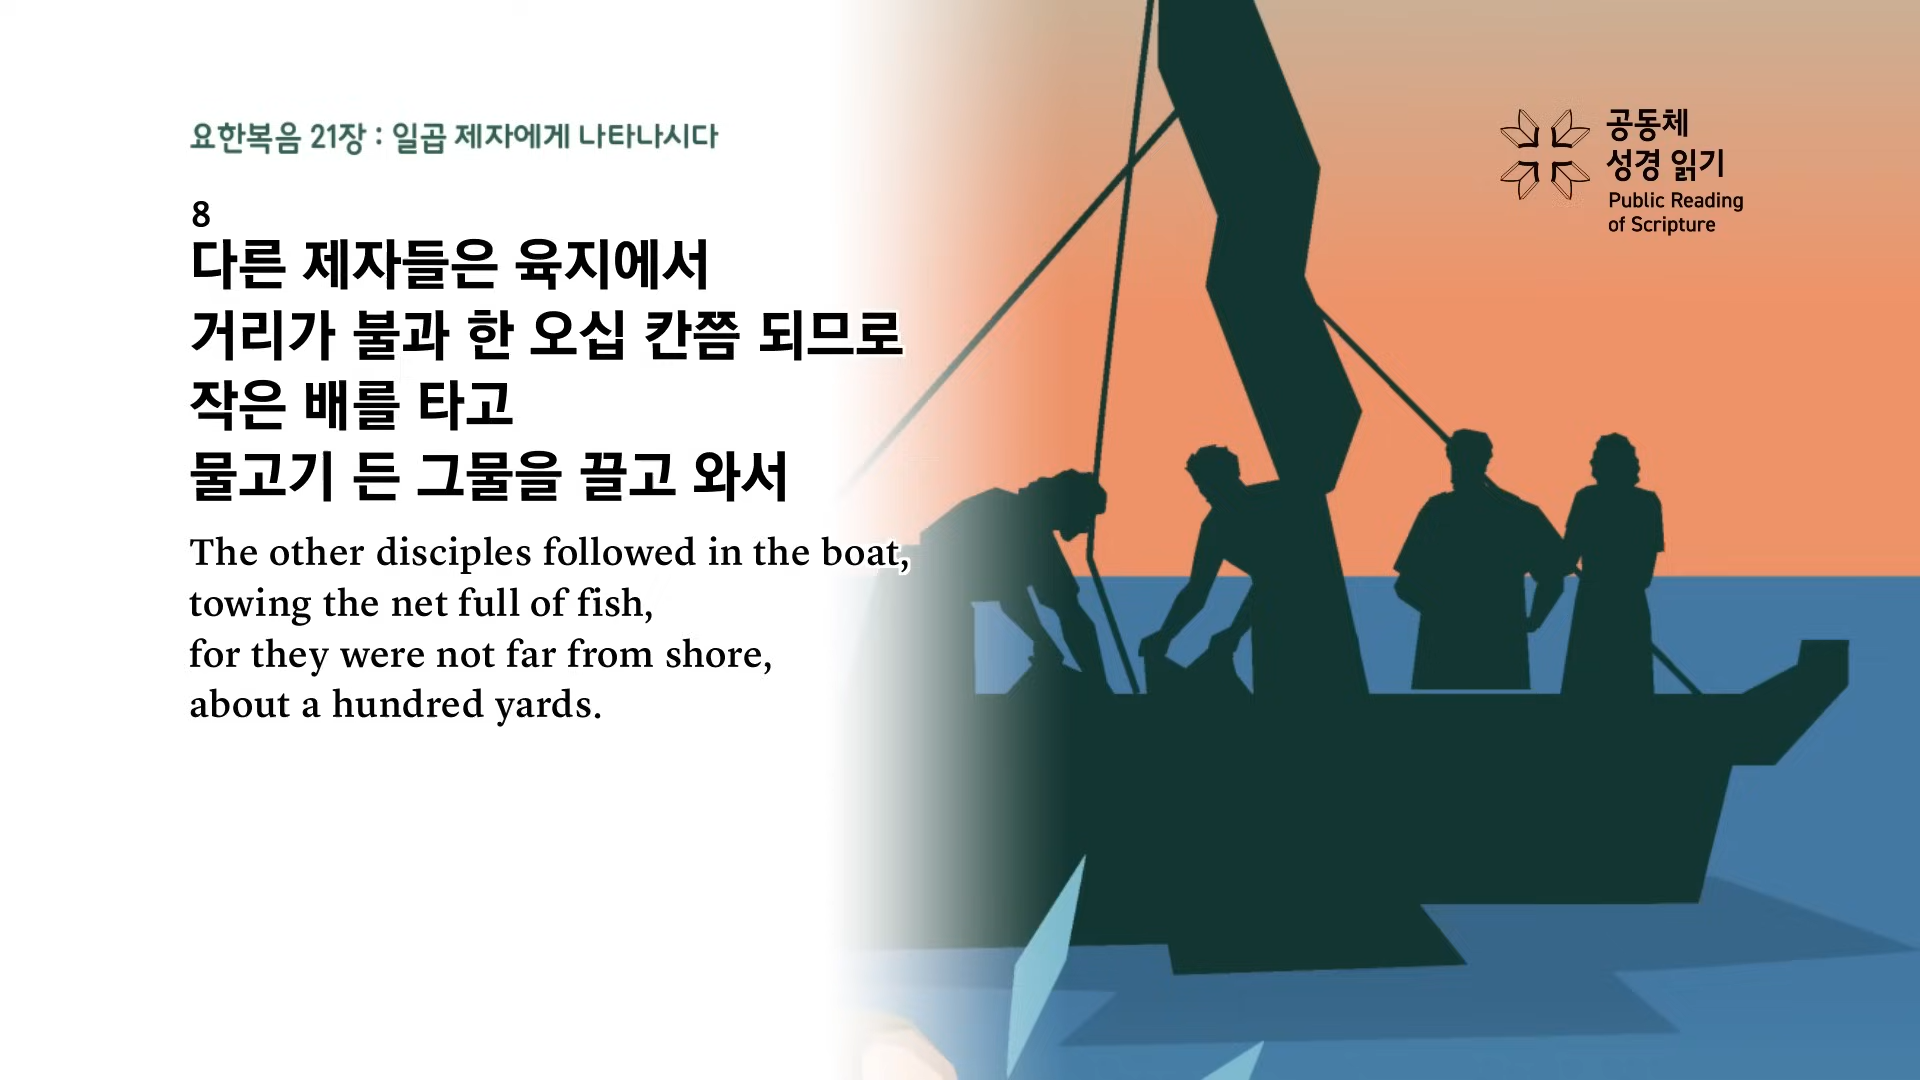 요한복음 21장 : 일곱 제자에게 나타나시다
8
다른 제자들은 육지에서
거리가 불과 한 오십 칸쯤 되므로
작은 배를 타고
물고기 든 그물을 끌고 와서
The other disciples followed in the boat,
towing the net full of fish,
for they were not far from shore,
about a hundred yards.
공동체
성경 읽기
Public Reading
of Scripture